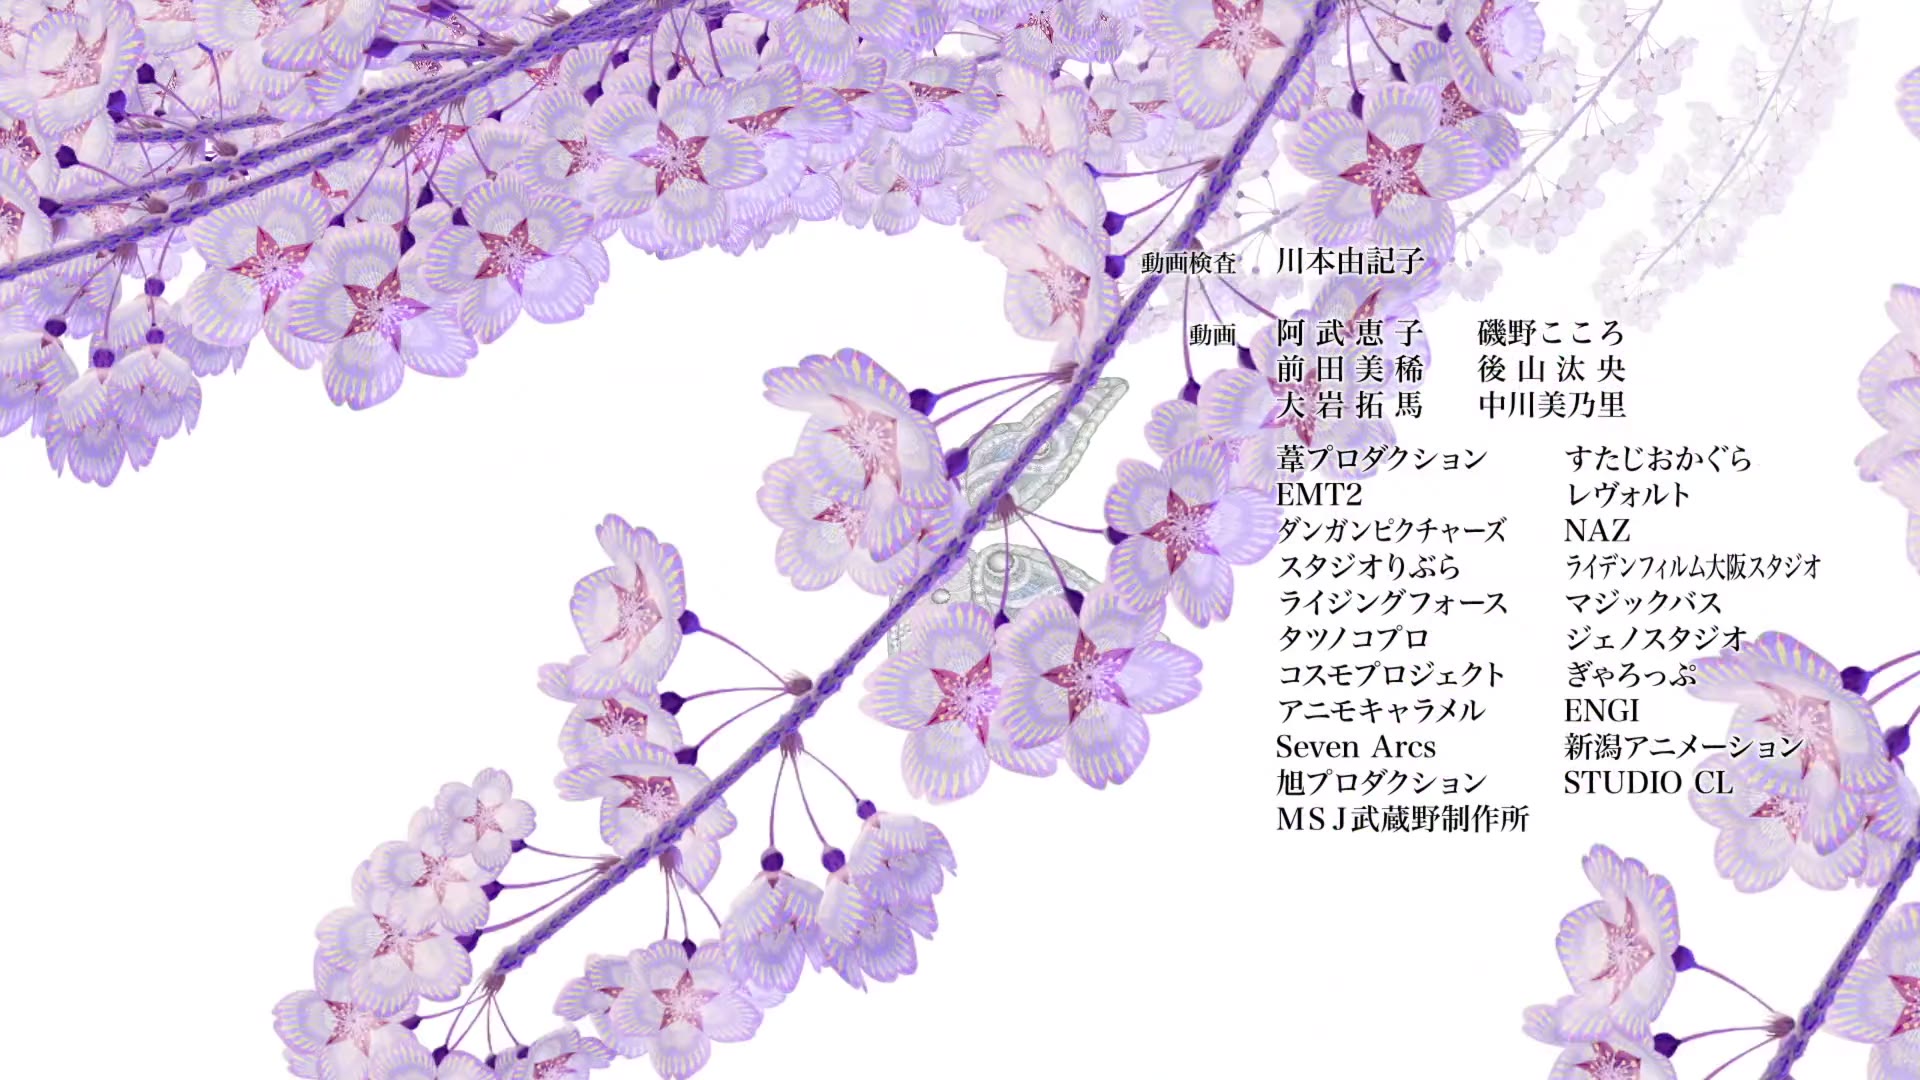 動画検査 川本由記子
動画 阿武恵子 磯野こころ
前田美稀 後山汰央
大岩拓馬 中川美乃里
葦プロダクション すたじおかぐら
EMT2 レヴォルト
ダンガンピクチャーズ NAZ
スタジオりぶら ライデンフィルム大阪スタジオ
ライジングフォース マジックバス
タツノコプロ ジェノスタジオ
コスモプロジェクト ぎゃろっぷ
アニモキャラメル ENGI
Seven Arcs 新潟アニメーション
旭プロダクション STUDIO CL
MSJ武蔵野制作所